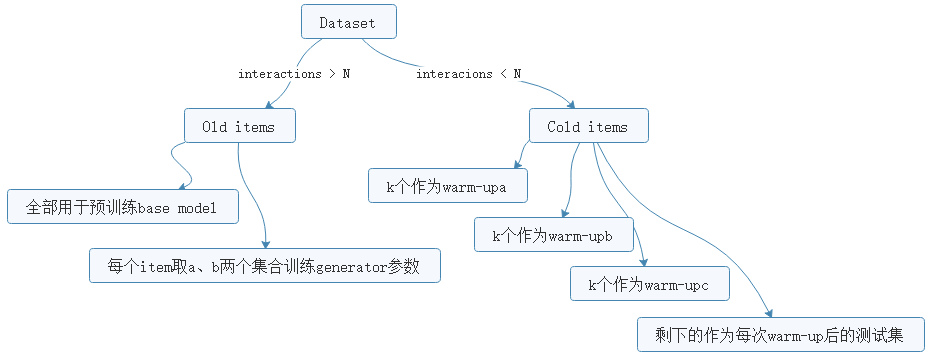 Dataset
interactions > N
interacions < N
Old items
Cold items
k个作为warm-upa
全部用于预训练base model
k个作为warm-upb
每个item取a、b两个集合训练generator参数
k个作为warm-upc
剩下的作为每次warm-up后的测试集